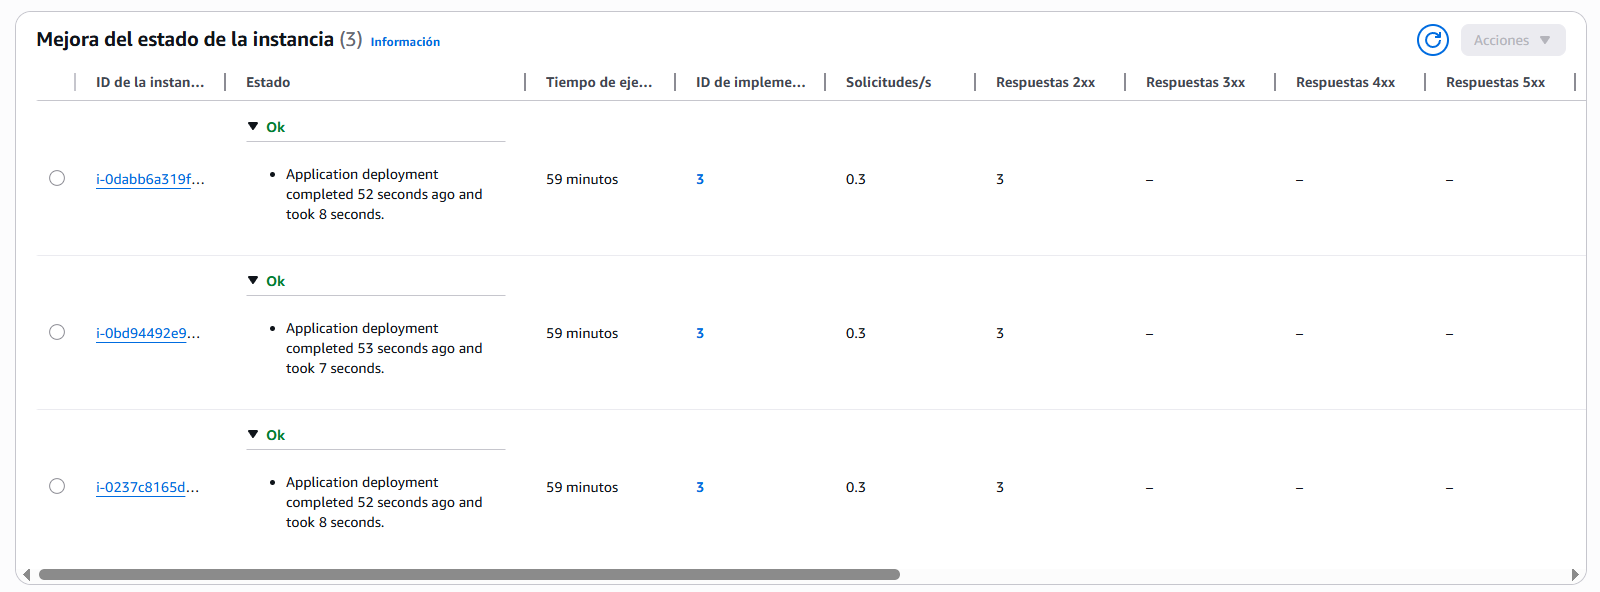 Mejora del estado de la instancia (3) Información
Acciones
ID de la instan... Estado Tiempo de eje... ID de impleme... Solicitudes/s Respuestas 2xx Respuestas 3xx Respuestas 4xx Respuestas 5xx
Ok
i-0dabb6a319f... 59 minutos 3 0.3 3 – – –
• Application deployment
completed 52 seconds ago and
took 8 seconds.
Ok
i-0bd94492e9... 59 minutos 3 0.3 3 – – –
• Application deployment
completed 53 seconds ago and
took 7 seconds.
Ok
i-0237c8165d... 59 minutos 3 0.3 3 – – –
• Application deployment
completed 52 seconds ago and
took 8 seconds.